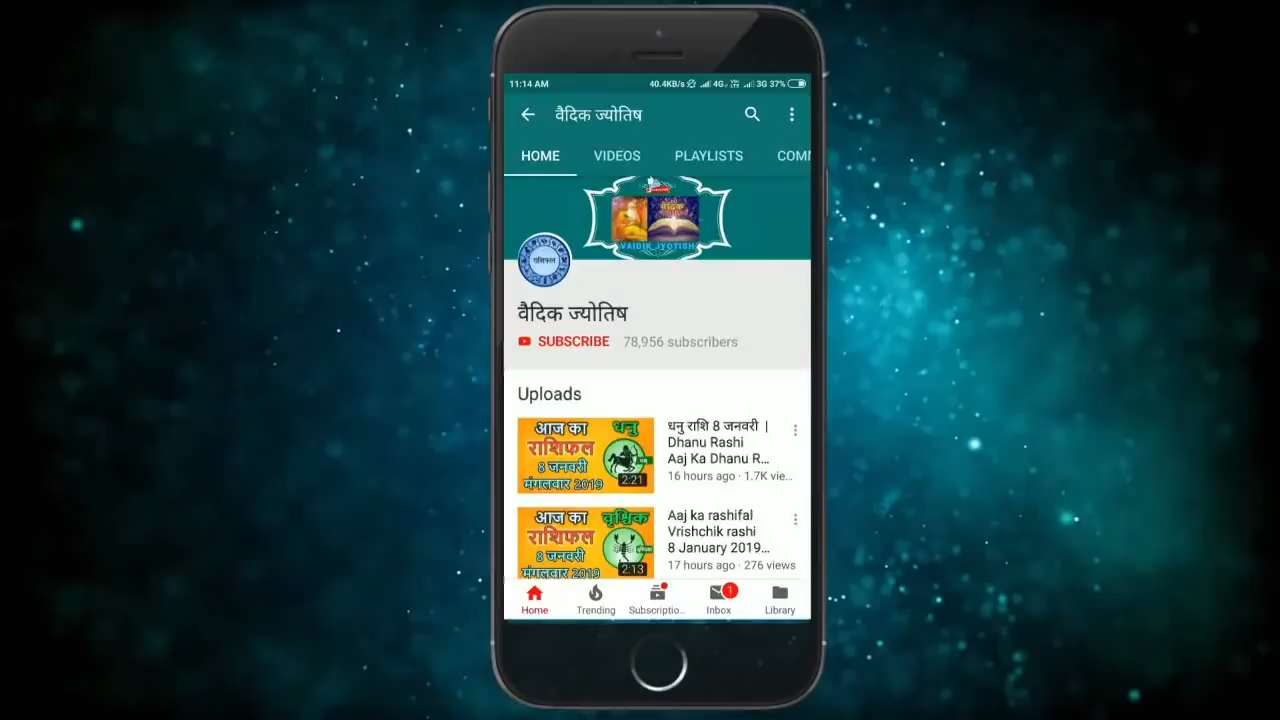 11:14 AM
40.4KB/s 4G 3G 37%
वैदिक ज्योतिष
HOME VIDEOS PLAYLISTS COMM
वैदिक
VAIDIK JYOTISH
राशिफल
वैदिक ज्योतिष
SUBSCRIBE 78,956 subscribers
Uploads
आज का धनु
राशिफल
8 जनवरी
मंगलवार 2019
2:21
धनु राशि 8 जनवरी |
Dhanu Rashi
Aaj Ka Dhanu R...
16 hours ago · 1.7K vie...
आज का वृश्चिक
राशिफल
8 जनवरी
मंगलवार 2019
2:13
Aaj ka rashifal
Vrishchik rashi
8 January 2019...
17 hours ago · 276 views
1
Home Trending Subscriptio... Inbox Library